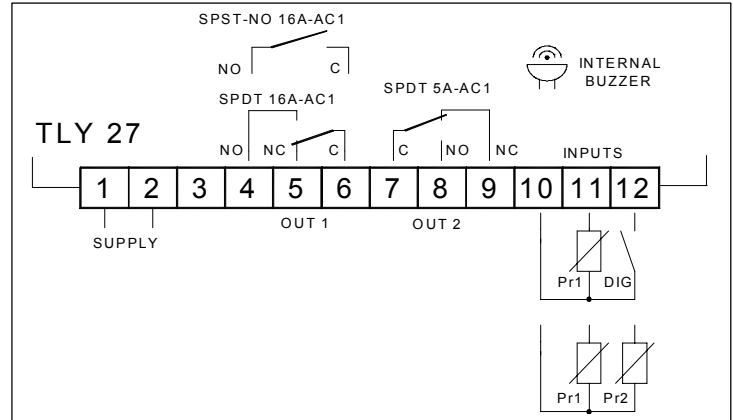 SPST-NO 16A-AC1
NO C
INTERNAL
BUZZER
SPDT 16A-AC1
SPDT 5A-AC1
TLY 27
NO NC C
C NO NC
INPUTS
1 2 3 4 5 6 7 8 9 10 11 12
SUPPLY
OUT 1
OUT 2
Pr1 DIG
Pr1 Pr2